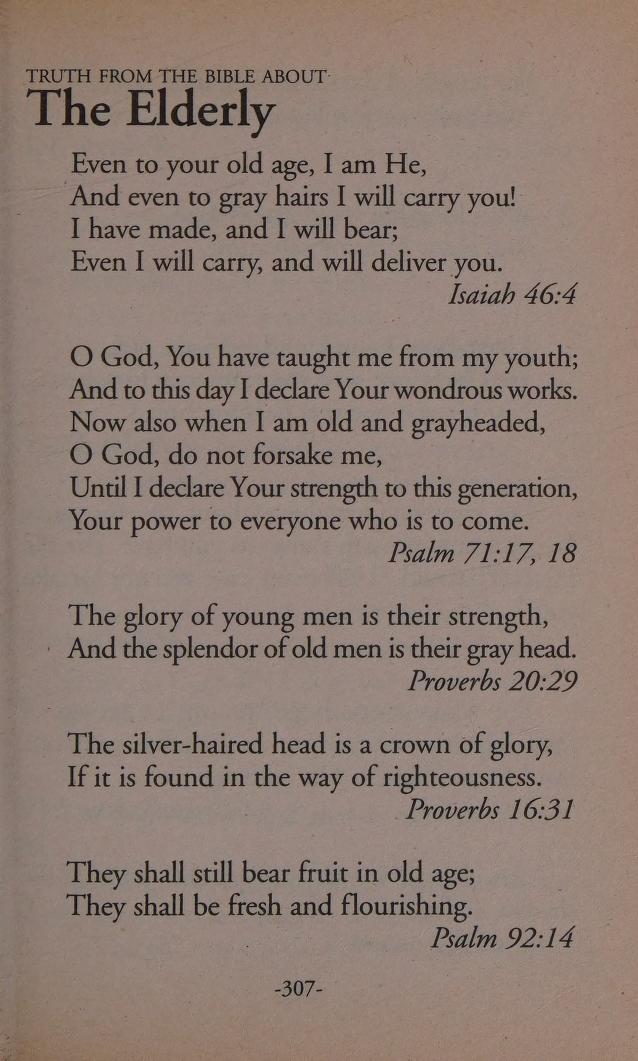 TRUTH FROM THE BIBLE ABOUT
The Elderly
Even to your old age, I am He,
And even to gray hairs I will carry you!
I have made, and I will bear;
Even I will carry, and will deliver you.
Isaiah 46:4
O God, You have taught me from my youth;
And to this day I declare Your wondrous works.
Now also when I am old and grayheaded,
O God, do not forsake me,
Until I declare Your strength to this generation,
Your power to everyone who is to come.
Psalm 71:17, 18
The glory of young men is their strength,
And the splendor of old men is their gray head.
Proverbs 20:29
The silver-haired head is a crown of glory,
If it is found in the way of righteousness.
Proverbs 16:31
They shall still bear fruit in old age;
They shall be fresh and flourishing.
Psalm 92:14
-307-